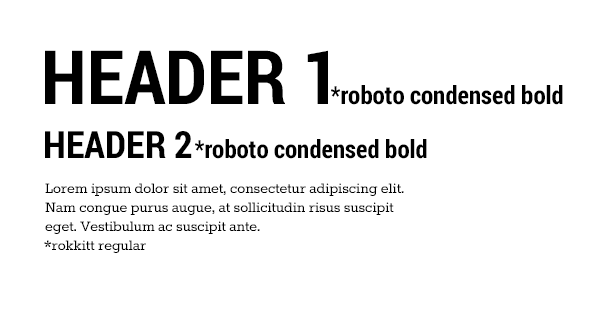 HEADER 1*roboto condensed bold
HEADER 2*roboto condensed bold
Lorem ipsum dolor sit amet, consectetur adipiscing elit.
Nam congue purus augue, at sollicitudin risus suscipit
eget. Vestibulum ac suscipit ante.
*rokkitt regular